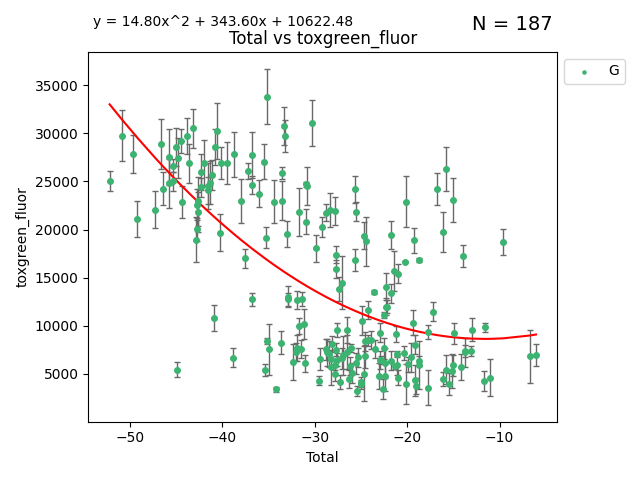 y = 14.80x^2 + 343.60x + 10622.48
N = 187
Total vs toxgreen_fluor
G
toxgreen_fluor
35000
30000
25000
20000
15000
10000
5000
−50
−40
−30
−20
−10
Total